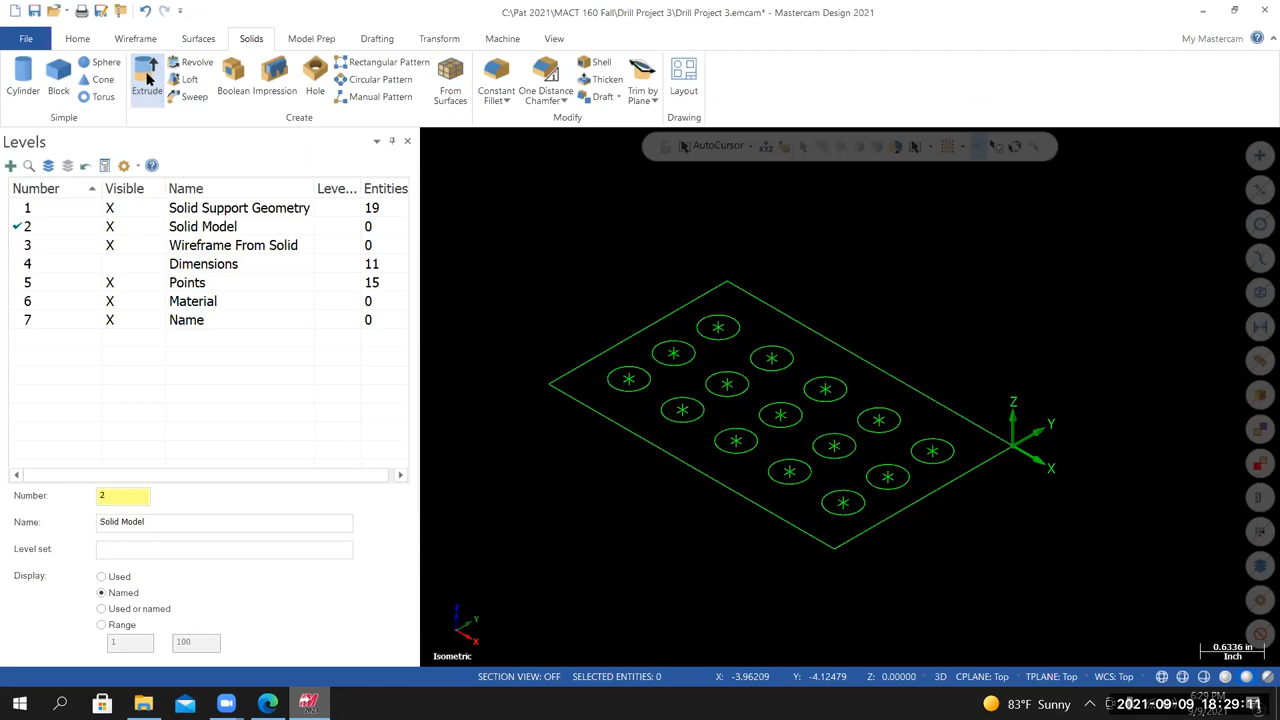 C:\Pat 2021\MACT 160 Fall\Drill Project 3\Drill Project 3.emcam* - Mastercam Design 2021
File Home Wireframe Surfaces Solids Model Prep Drafting Transform Machine View My Mastercam
Cylinder Block Sphere Cone Torus
Simple
Extrude Revolve Loft Sweep Boolean Impression Hole Rectangular Pattern Circular Pattern Manual Pattern From Surfaces
Create
Constant Fillet One Distance Chamfer Shell Thicken Draft Trim by Plane
Modify
Layout
Drawing
Levels
AutoCursor
Number Visible Name Leve... Entities
1 X Solid Support Geometry 19
2 X Solid Model 0
3 X Wireframe From Solid 0
4 Dimensions 11
5 X Points 15
6 X Material 0
7 X Name 0
Number: 2
Name: Solid Model
Level set:
Display: Used
Named
Used or named
Range
1 100
Z
Y
X
Z
Y
X
Isometric
0.6336 in
Inch
SECTION VIEW: OFF SELECTED ENTITIES: 0 X: -3.96209 Y: -4.12479 Z: 0.00000 3D CPLANE: Top TPLANE: Top WCS: Top
83°F Sunny
2021-09-09 18:29:11